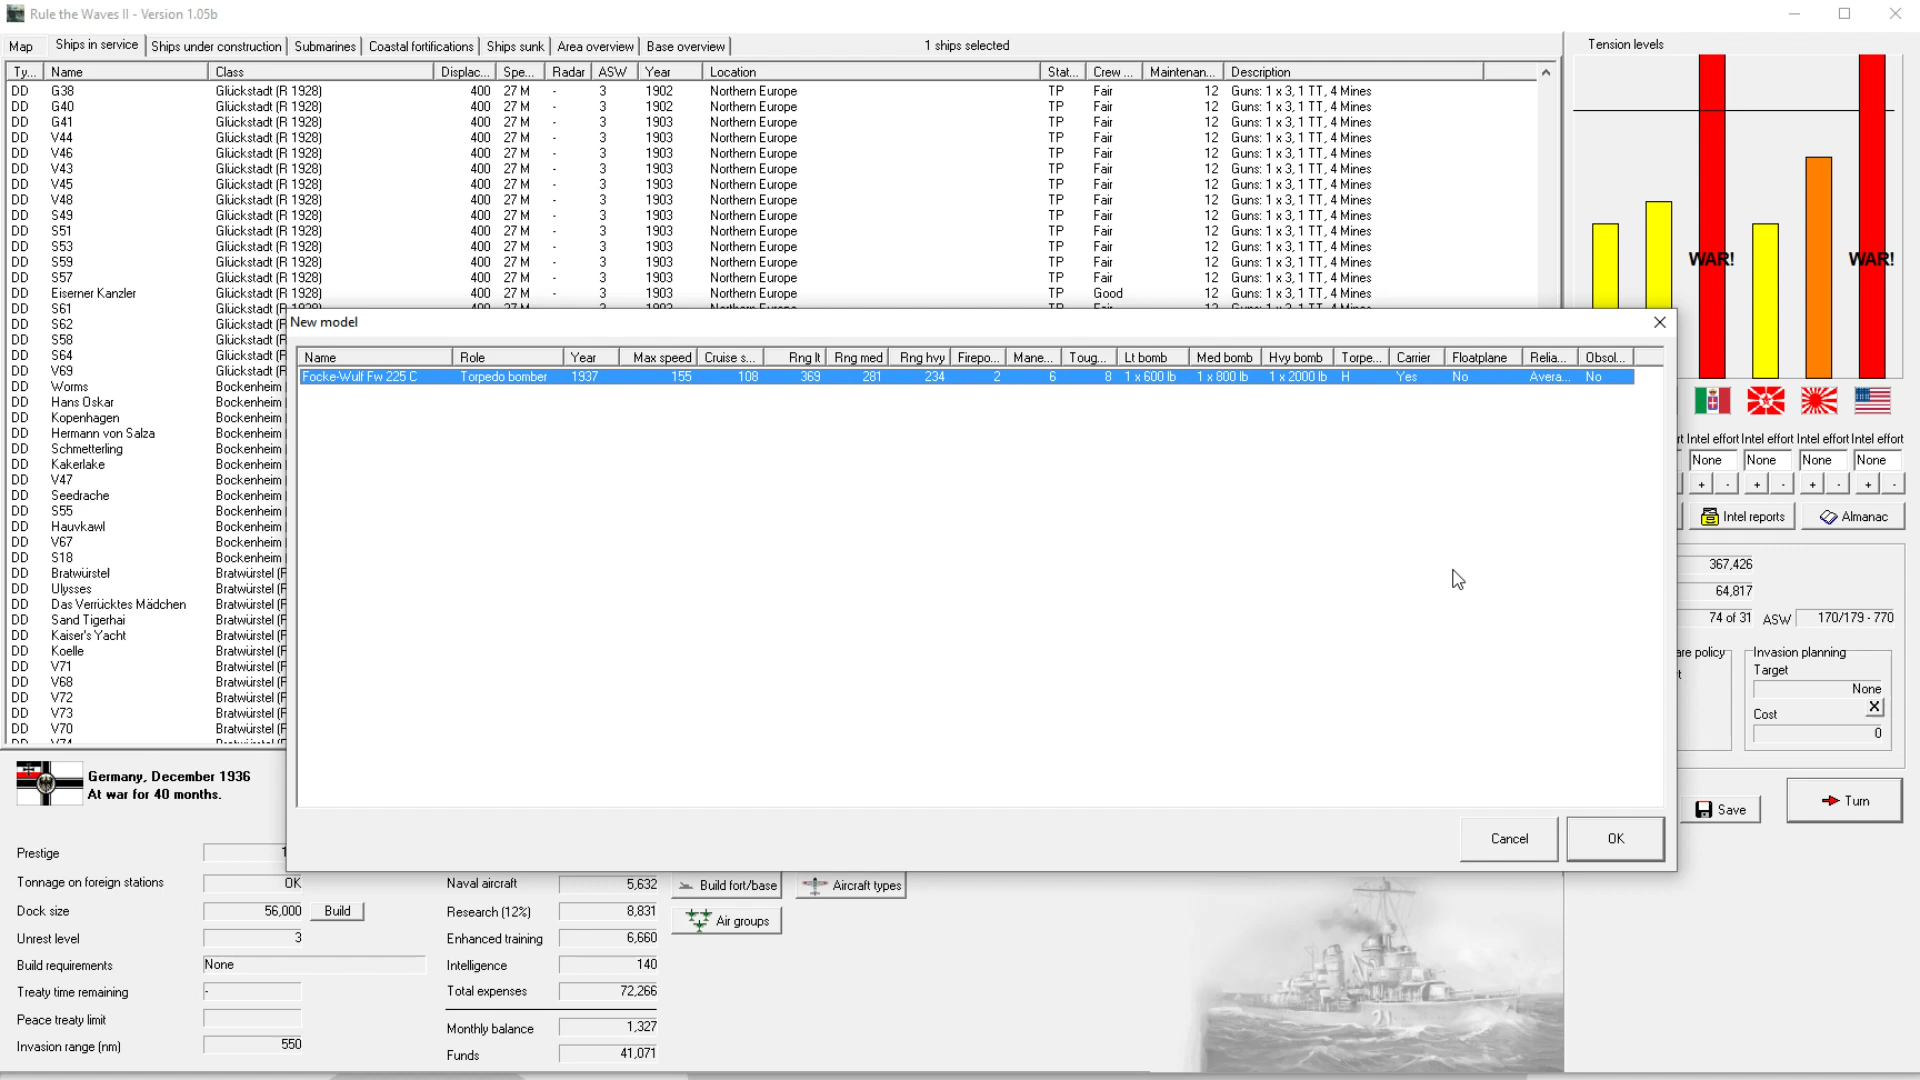 Rule the Waves II - Version 1.05b
Map Ships in service Ships under construction Submarines Coastal fortifications Ships sunk Area overview Base overview 1 ships selected
Ty... Name Class Displac... Spe... Radar ASW Year Location Stat... Crew ... Maintenan... Description
DD G38 Glückstadt (R 1928) 400 27 M - 3 1902 Northern Europe TP Fair 12 Guns: 1 x 3, 1 TT, 4 Mines
DD G40 Glückstadt (R 1928) 400 27 M - 3 1902 Northern Europe TP Fair 12 Guns: 1 x 3, 1 TT, 4 Mines
DD G41 Glückstadt (R 1928) 400 27 M - 3 1903 Northern Europe TP Fair 12 Guns: 1 x 3, 1 TT, 4 Mines
DD V44 Glückstadt (R 1928) 400 27 M - 3 1903 Northern Europe TP Fair 12 Guns: 1 x 3, 1 TT, 4 Mines
DD V46 Glückstadt (R 1928) 400 27 M - 3 1903 Northern Europe TP Fair 12 Guns: 1 x 3, 1 TT, 4 Mines
DD V43 Glückstadt (R 1928) 400 27 M - 3 1903 Northern Europe TP Fair 12 Guns: 1 x 3, 1 TT, 4 Mines
DD V45 Glückstadt (R 1928) 400 27 M - 3 1903 Northern Europe TP Fair 12 Guns: 1 x 3, 1 TT, 4 Mines
DD V48 Glückstadt (R 1928) 400 27 M - 3 1903 Northern Europe TP Fair 12 Guns: 1 x 3, 1 TT, 4 Mines
DD S49 Glückstadt (R 1928) 400 27 M - 3 1903 Northern Europe TP Fair 12 Guns: 1 x 3, 1 TT, 4 Mines
DD S51 Glückstadt (R 1928) 400 27 M - 3 1903 Northern Europe TP Fair 12 Guns: 1 x 3, 1 TT, 4 Mines
DD S53 Glückstadt (R 1928) 400 27 M - 3 1903 Northern Europe TP Fair 12 Guns: 1 x 3, 1 TT, 4 Mines
DD S59 Glückstadt (R 1928) 400 27 M - 3 1903 Northern Europe TP Fair 12 Guns: 1 x 3, 1 TT, 4 Mines
DD S57 Glückstadt (R 1928) 400 27 M - 3 1903 Northern Europe TP Fair 12 Guns: 1 x 3, 1 TT, 4 Mines
DD Eiserner Kanzler Glückstadt (R 1928) 400 27 M - 3 1903 Northern Europe TP Good 12 Guns: 1 x 3, 1 TT, 4 Mines
DD S61 Glückstadt
DD S62 Glückstadt
DD S58 Glückstadt
DD S64 Glückstadt
DD V69 Glückstadt
DD Worms Bockenheim
DD Hans Oskar Bockenheim
DD Kopenhagen Bockenheim
DD Hermann von Salza Bockenheim
DD Schmetterling Bockenheim
DD Kakerlake Bockenheim
DD V47 Bockenheim
DD Seedrache Bockenheim
DD S55 Bockenheim
DD Hauvkawl Bockenheim
DD V67 Bockenheim
DD S18 Bockenheim
DD Bratwürstel Bratwürstel
DD Ulysses Bratwürstel
DD Das Verrücktes Mädchen Bratwürstel
DD Sand Tigerhai Bratwürstel
DD Kaiser's Yacht Bratwürstel
DD Koelle Bratwürstel
DD V71 Bratwürstel
DD V68 Bratwürstel
DD V72 Bratwürstel
DD V73 Bratwürstel
DD V70 Bratwürstel
DD V74
New model
Name Role Year Max speed Cruise s... Rng lt Rng med Rng hvy Firepo... Mane... Toug... Lt bomb Med bomb Hvy bomb Torpe... Carrier Floatplane Relia... Obsol...
Focke-Wulf Fw 225 C Torpedo bomber 1937 155 108 369 281 234 2 6 8 1 x 600 lb 1 x 800 lb 1 x 2000 lb H Yes No Avera... No
Cancel OK
Tension levels
WAR! WAR!
Intel effort Intel effort Intel effort Intel effort
None None None None
+ - + - + - + -
Intel reports Almanac
367,426
64,817
74 of 31 ASW 170/179 - 770
policy Invasion planning
Target
None
Cost X
0
Save Turn
Germany, December 1936
At war for 40 months.
Prestige
Tonnage on foreign stations OK
Dock size 56,000 Build
Unrest level 3
Build requirements None
Treaty time remaining -
Peace treaty limit
Invasion range (nm) 550
Naval aircraft 5,632
Research (12%) 8,831
Enhanced training 6,660
Intelligence 140
Total expenses 72,266
Monthly balance 1,327
Funds 41,071
Build fort/base Aircraft types
Air groups